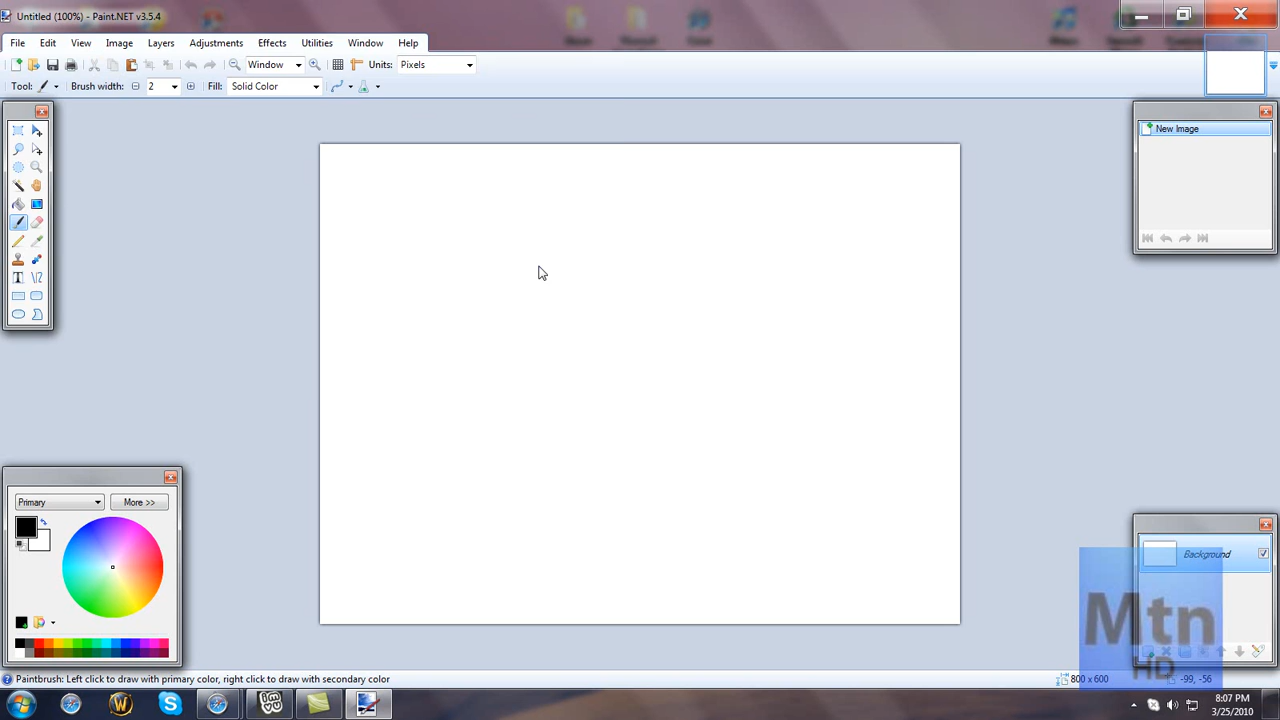 Untitled (100%) - Paint.NET v3.5.4
File Edit View Image Layers Adjustments Effects Utilities Window Help
Window Units: Pixels
Tool: Brush width: 2 Fill: Solid Color
New Image
Primary More >>
Background
Mtn
HD
Paintbrush: Left click to draw with primary color, right click to draw with secondary color
800 x 600 -99, -56
8:07 PM
3/25/2010